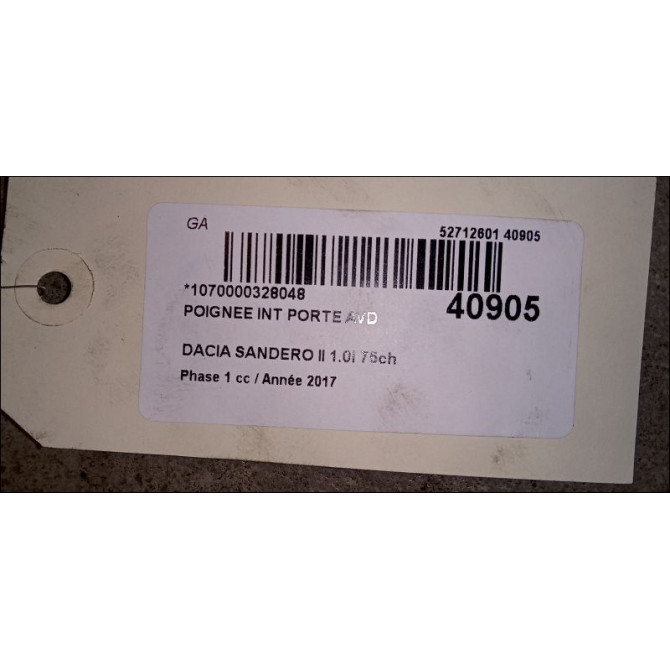 GA
52712601 40905
*1070000328048
40905
POIGNEE INT PORTE AVD
DACIA SANDERO II 1.0I 75ch
Phase 1 cc / Année 2017